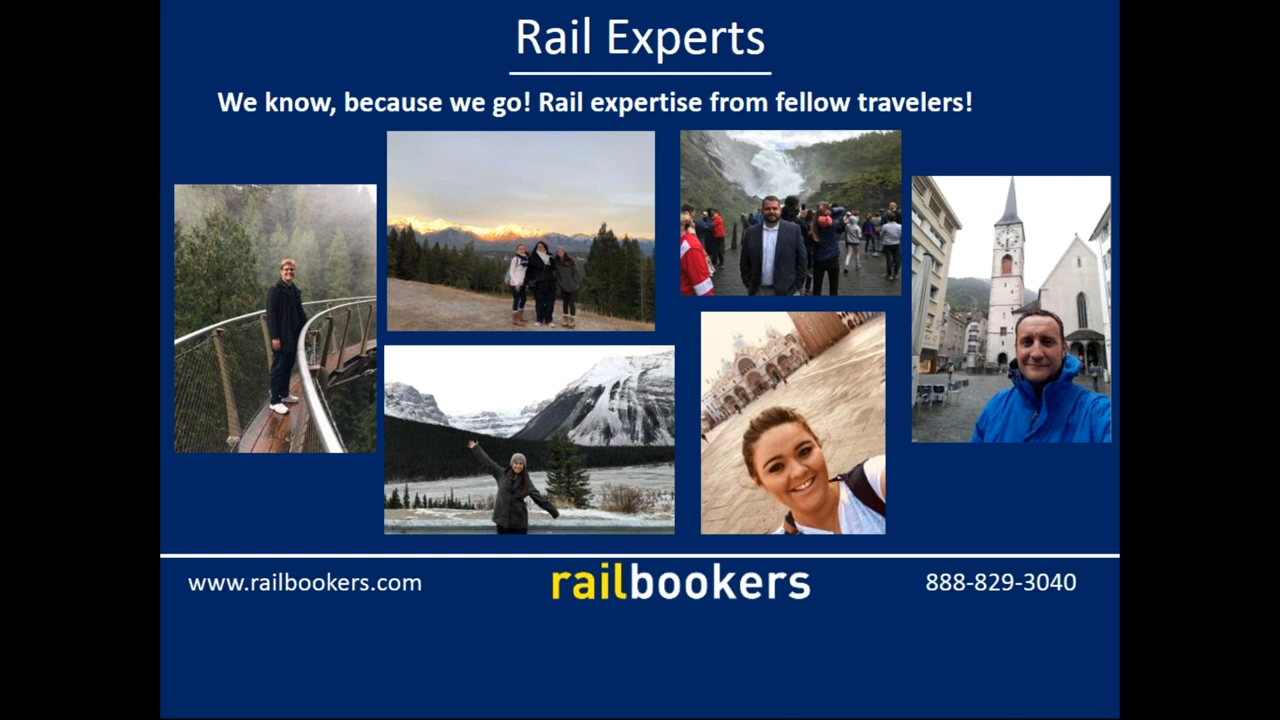 Rail Experts
We know, because we go! Rail expertise from fellow travelers!
www.railbookers.com
railbookers
888-829-3040